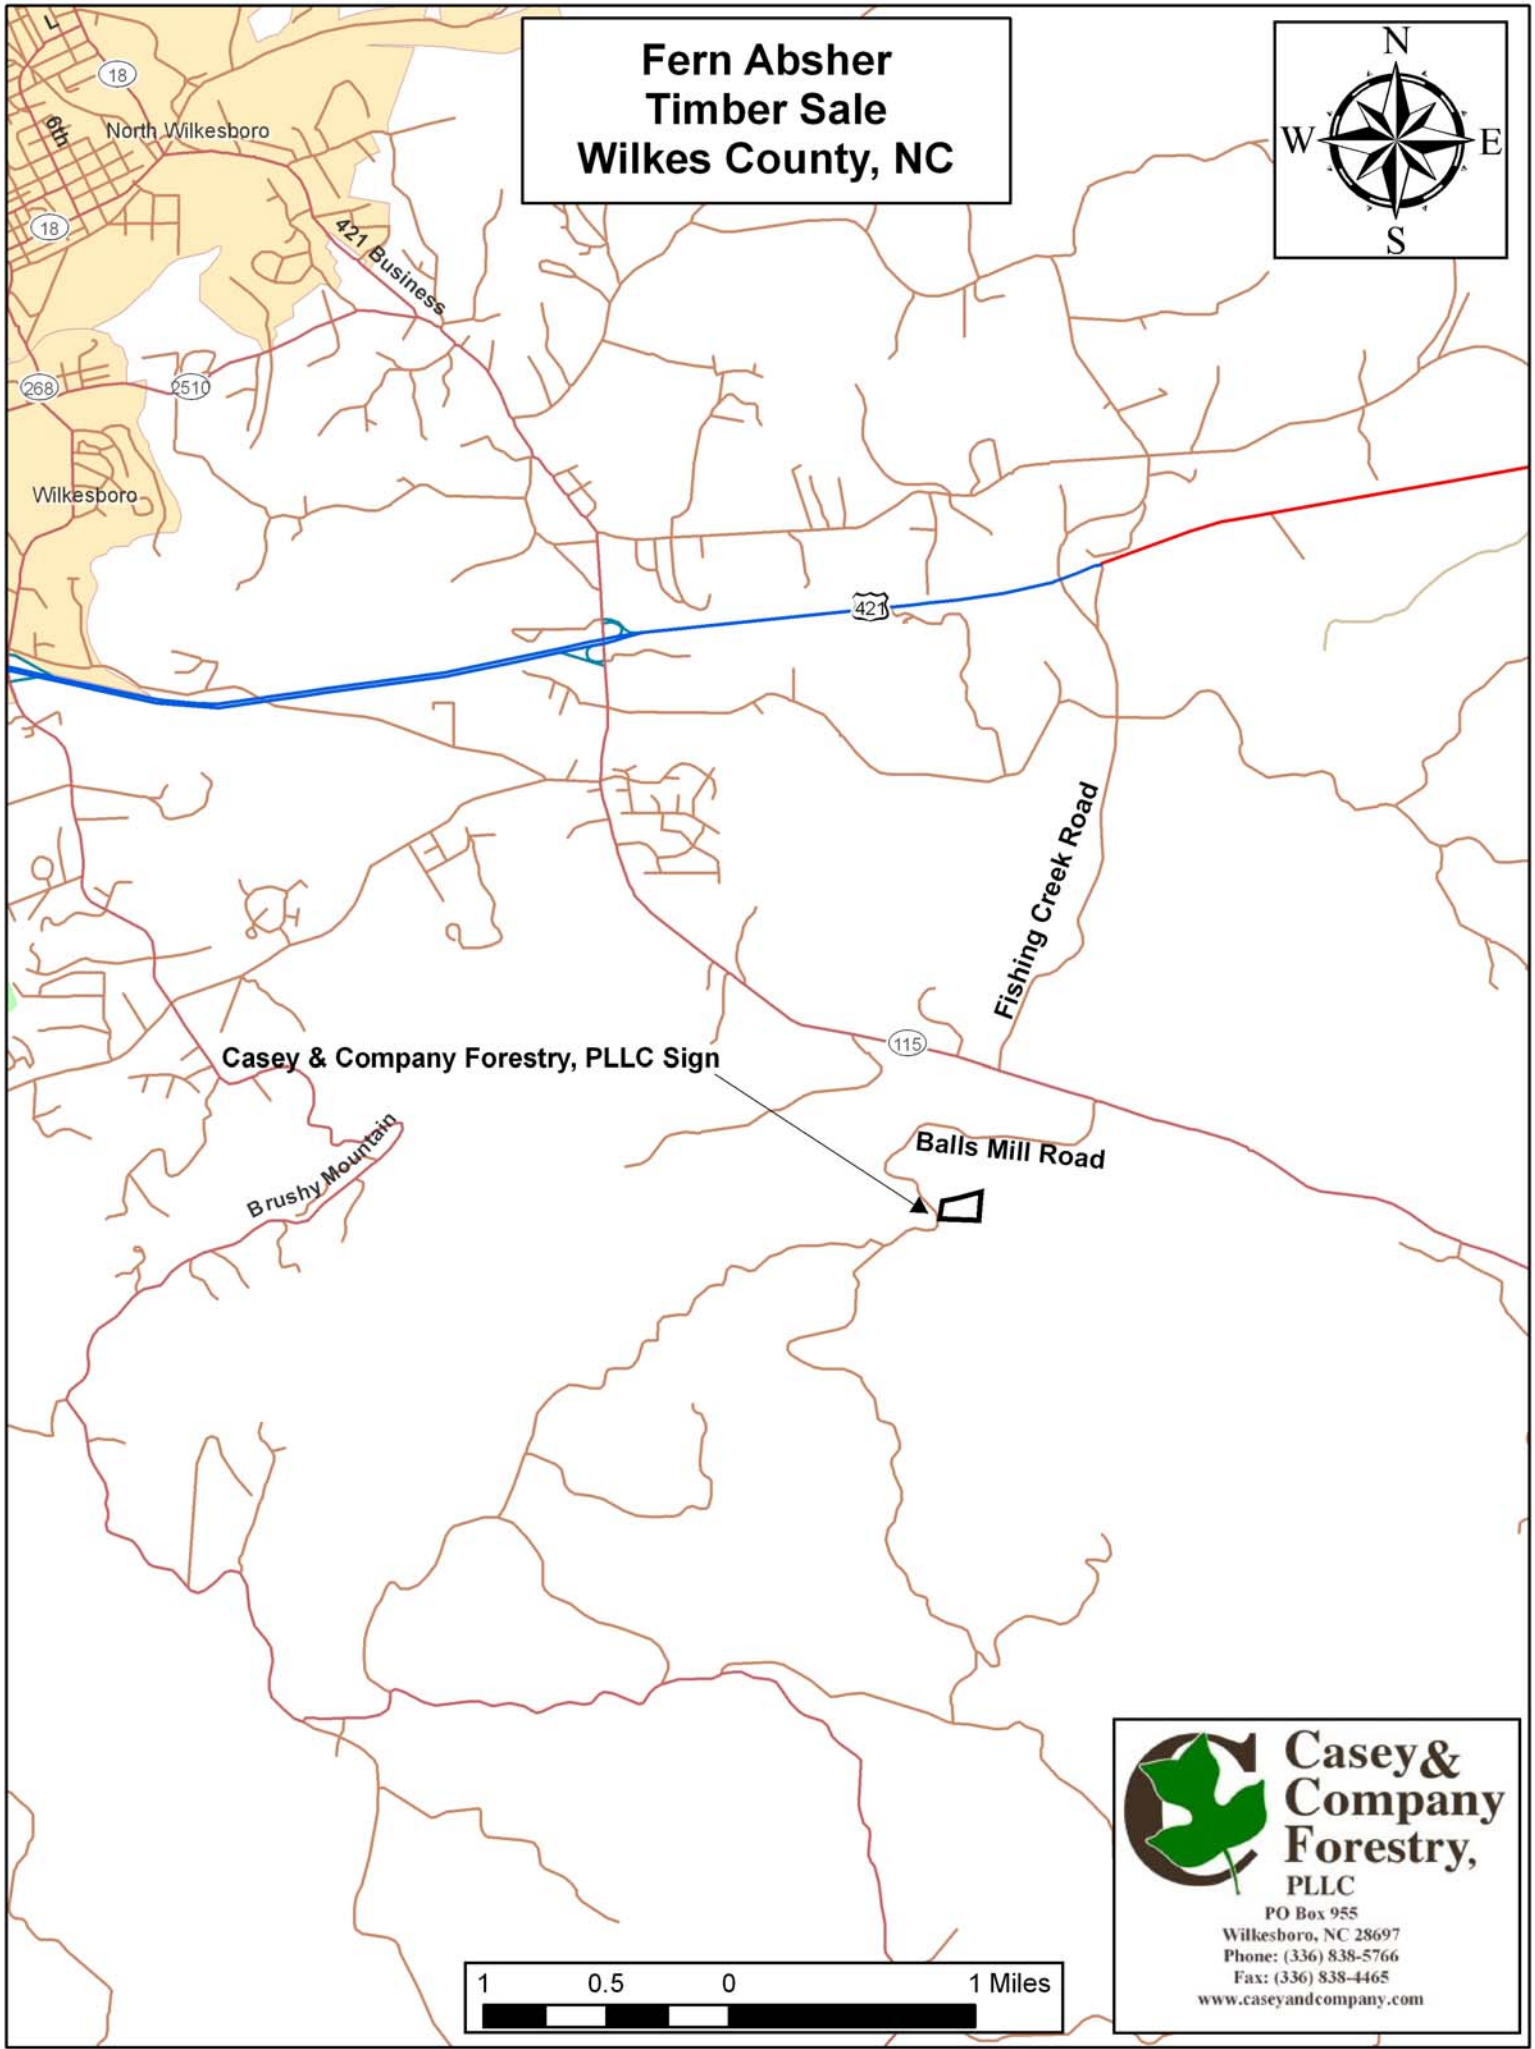 Fern Absher
Timber Sale
Wilkes County, NC
N
W
E
S
L
18
6th
North Wilkesboro
18
421 Business
268
2510
Wilkesboro
421
Fishing Creek Road
115
Casey & Company Forestry, PLLC Sign
Balls Mill Road
Brushy Mountain
1 0.5 0 1 Miles
Casey &
Company
Forestry,
PLLC
PO Box 955
Wilkesboro, NC 28697
Phone: (336) 838-5766
Fax: (336) 838-4465
www.caseyandcompany.com